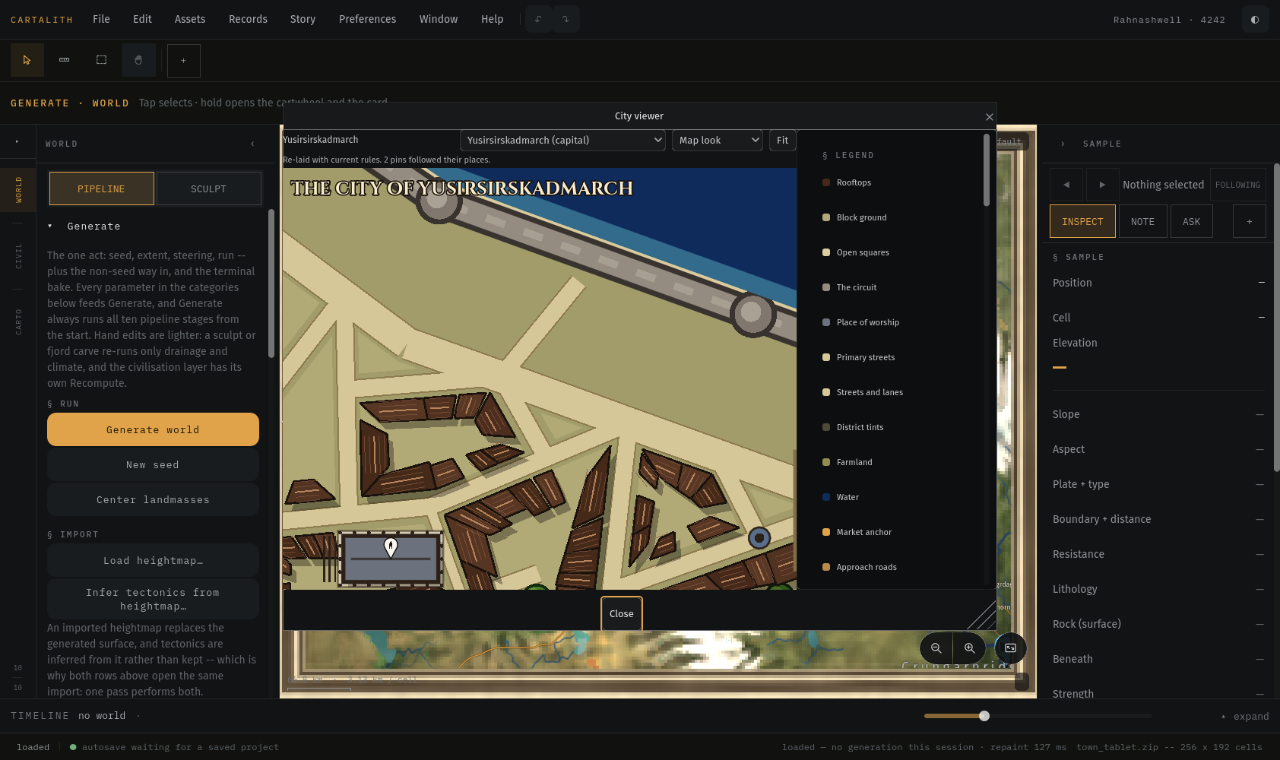 CARTALITH File Edit Assets Records Story Preferences Window Help Rahnashwell · 4242
+
GENERATE · WORLD Tap selects · hold opens the cartwheel and the card
WORLD
CIVIL
CARTO
10
10
WORLD
PIPELINE SCULPT
Generate
The one act: seed, extent, steering, run --
plus the non-seed way in, and the terminal
bake. Every parameter in the categories
below feeds Generate, and Generate
always runs all ten pipeline stages from
the start. Hand edits are lighter: a sculpt or
fjord carve re-runs only drainage and
climate, and the civilisation layer has its
own Recompute.
§ RUN
Generate world
New seed
Center landmasses
§ IMPORT
Load heightmap…
Infer tectonics from
heightmap…
An imported heightmap replaces the
generated surface, and tectonics are
inferred from it rather than kept -- which is
why both rows above open the same
import: one pass performs both.
City viewer
Yusirsirskadmarch Yusirsirskadmarch (capital) Map look Fit
Re-laid with current rules. 2 pins followed their places.
THE CITY OF YUSIRSIRSKADMARCH
§ LEGEND
Rooftops
Block ground
Open squares
The circuit
Place of worship
Primary streets
Streets and lanes
District tints
Farmland
Water
Market anchor
Approach roads
Close
SAMPLE
Nothing selected FOLLOWING
INSPECT NOTE ASK +
§ SAMPLE
Position —
Cell —
Elevation
—
Slope —
Aspect —
Plate + type —
Boundary + distance —
Resistance —
Lithology —
Rock (surface) —
Beneath —
Strength —
TIMELINE no world · expand
loaded autosave waiting for a saved project loaded — no generation this session · repaint 127 ms town_tablet.zip -- 256 x 192 cells